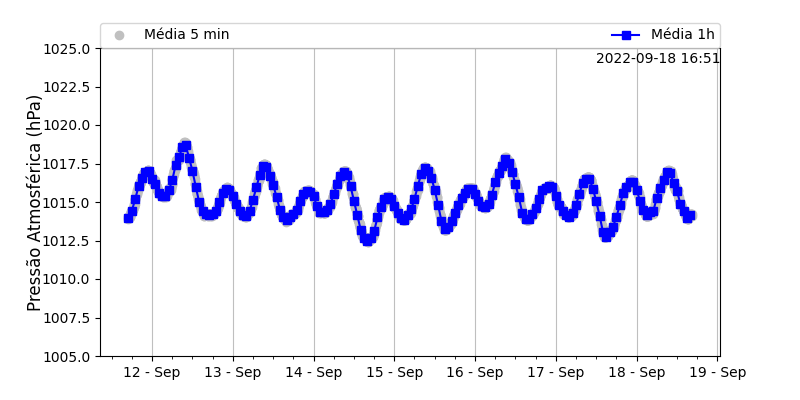 Média 5 min
Média 1h
2022-09-18 16:51
Pressão Atmosférica (hPa)
1025.0
1022.5
1020.0
1017.5
1015.0
1012.5
1010.0
1007.5
1005.0
12 - Sep
13 - Sep
14 - Sep
15 - Sep
16 - Sep
17 - Sep
18 - Sep
19 - Sep